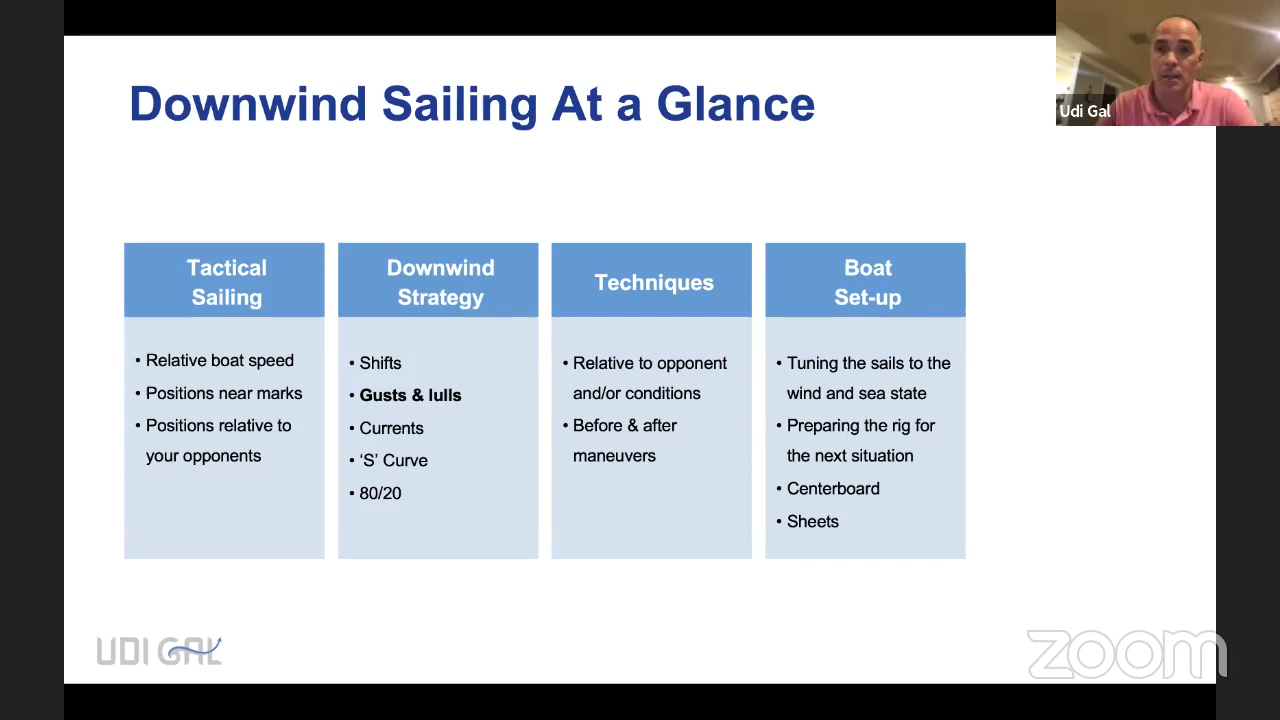 Downwind Sailing At a Glance
Udi Gal
Tactical
Sailing
• Relative boat speed
• Positions near marks
• Positions relative to
your opponents
Downwind
Strategy
• Shifts
• Gusts & lulls
• Currents
• ‘S’ Curve
• 80/20
Techniques
• Relative to opponent
and/or conditions
• Before & after
maneuvers
Boat
Set-up
• Tuning the sails to the
wind and sea state
• Preparing the rig for
the next situation
• Centerboard
• Sheets
UDI GAL
zoom